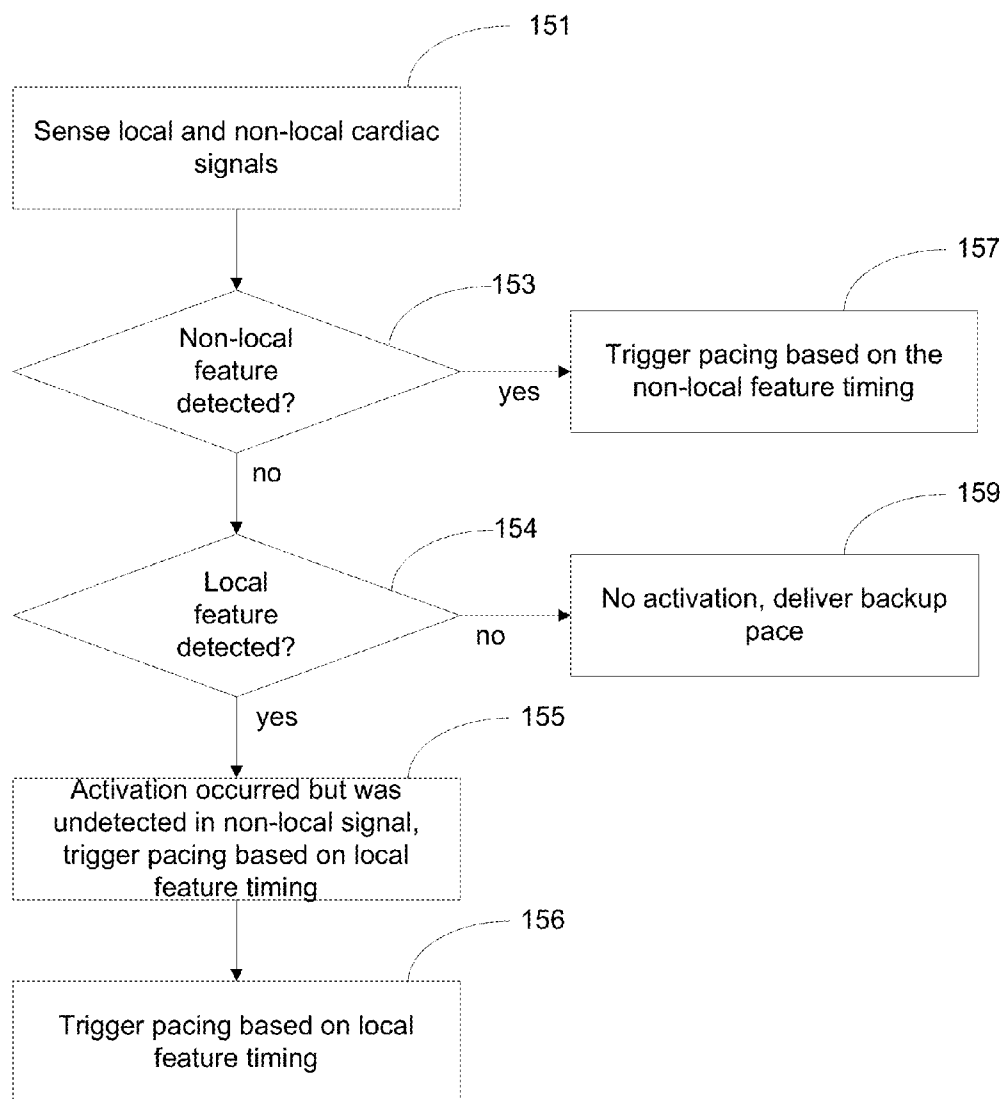 151
Sense local and non-local cardiac
signals
153
Non-local
feature
detected?
yes
157
Trigger pacing based on the
non-local feature timing
no
154
Local
feature
detected?
no
159
No activation, deliver backup
pace
yes
155
Activation occurred but was
undetected in non-local signal,
trigger pacing based on local
feature timing
156
Trigger pacing based on local
feature timing